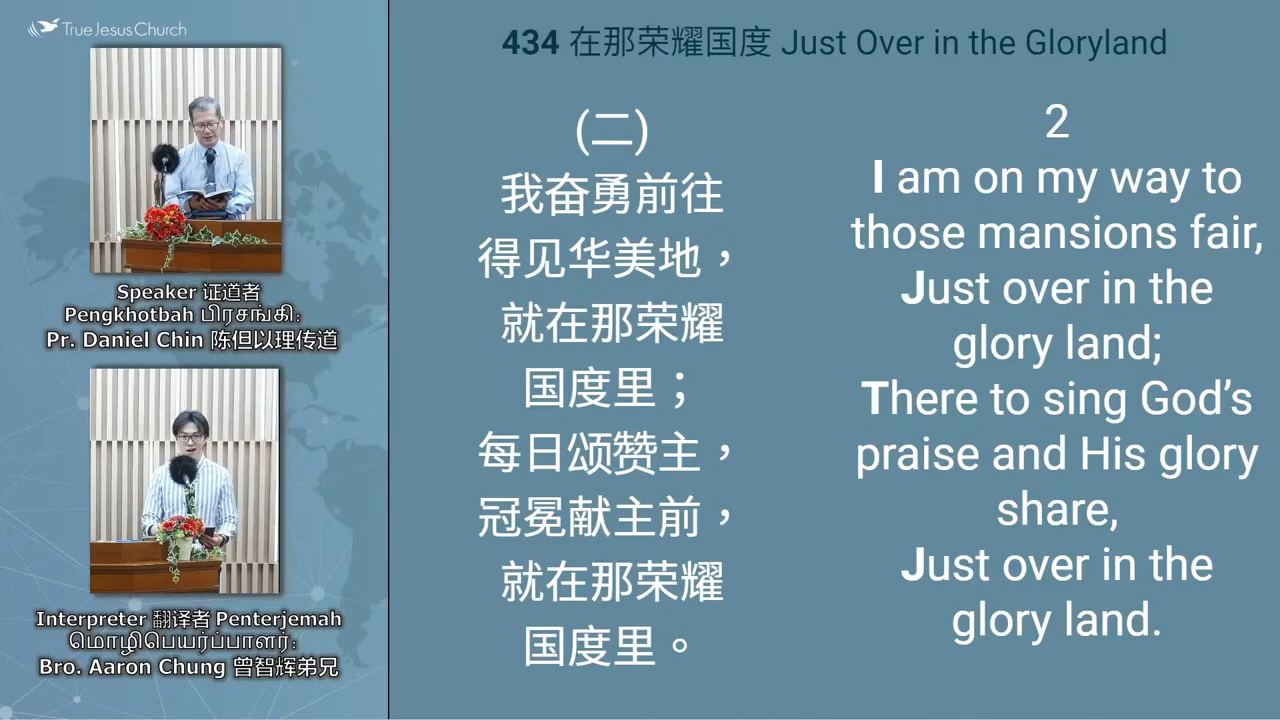 True Jesus Church
Speaker 证道者
Pengkhotbah பிரசங்கி:
Pr. Daniel Chin 陈但以理传道
Interpreter 翻译者 Penterjemah
மொழிபெயர்ப்பாளர்:
Bro. Aaron Chung 曾智辉弟兄
434 在那荣耀国度 Just Over in the Gloryland
(二)
我奋勇前往
得见华美地，
就在那荣耀
国度里；
每日颂赞主，
冠冕献主前，
就在那荣耀
国度里。
2
I am on my way to
those mansions fair,
Just over in the
glory land;
There to sing God’s
praise and His glory
share,
Just over in the
glory land.